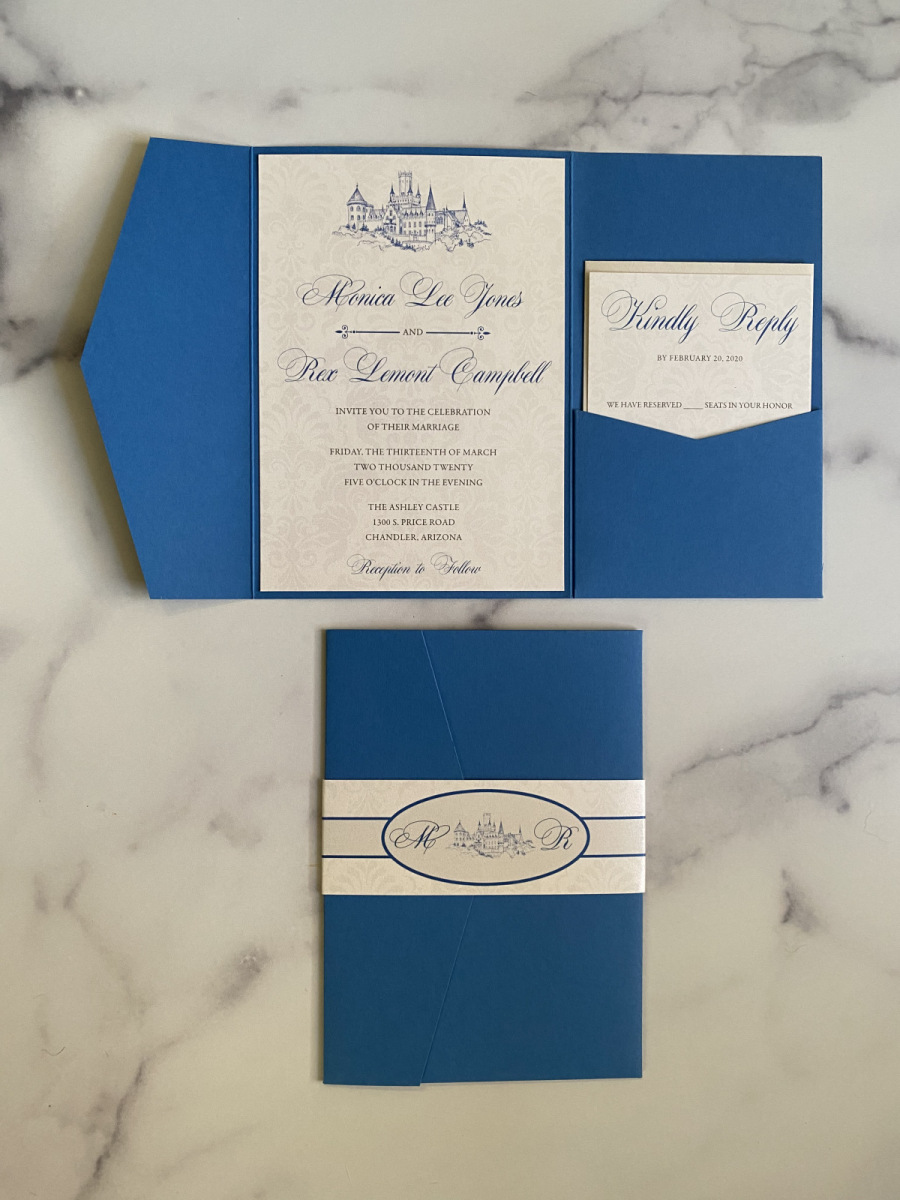 Monica Lee Jones
AND
Rex Lemont Campbell
INVITE YOU TO THE CELEBRATION
OF THEIR MARRIAGE
FRIDAY, THE THIRTEENTH OF MARCH
TWO THOUSAND TWENTY
FIVE O'CLOCK IN THE EVENING
THE ASHLEY CASTLE
1300 S. PRICE ROAD
CHANDLER, ARIZONA
Reception to Follow
Kindly Reply
BY FEBRUARY 20, 2020
WE HAVE RESERVED ____ SEATS IN YOUR HONOR
M R